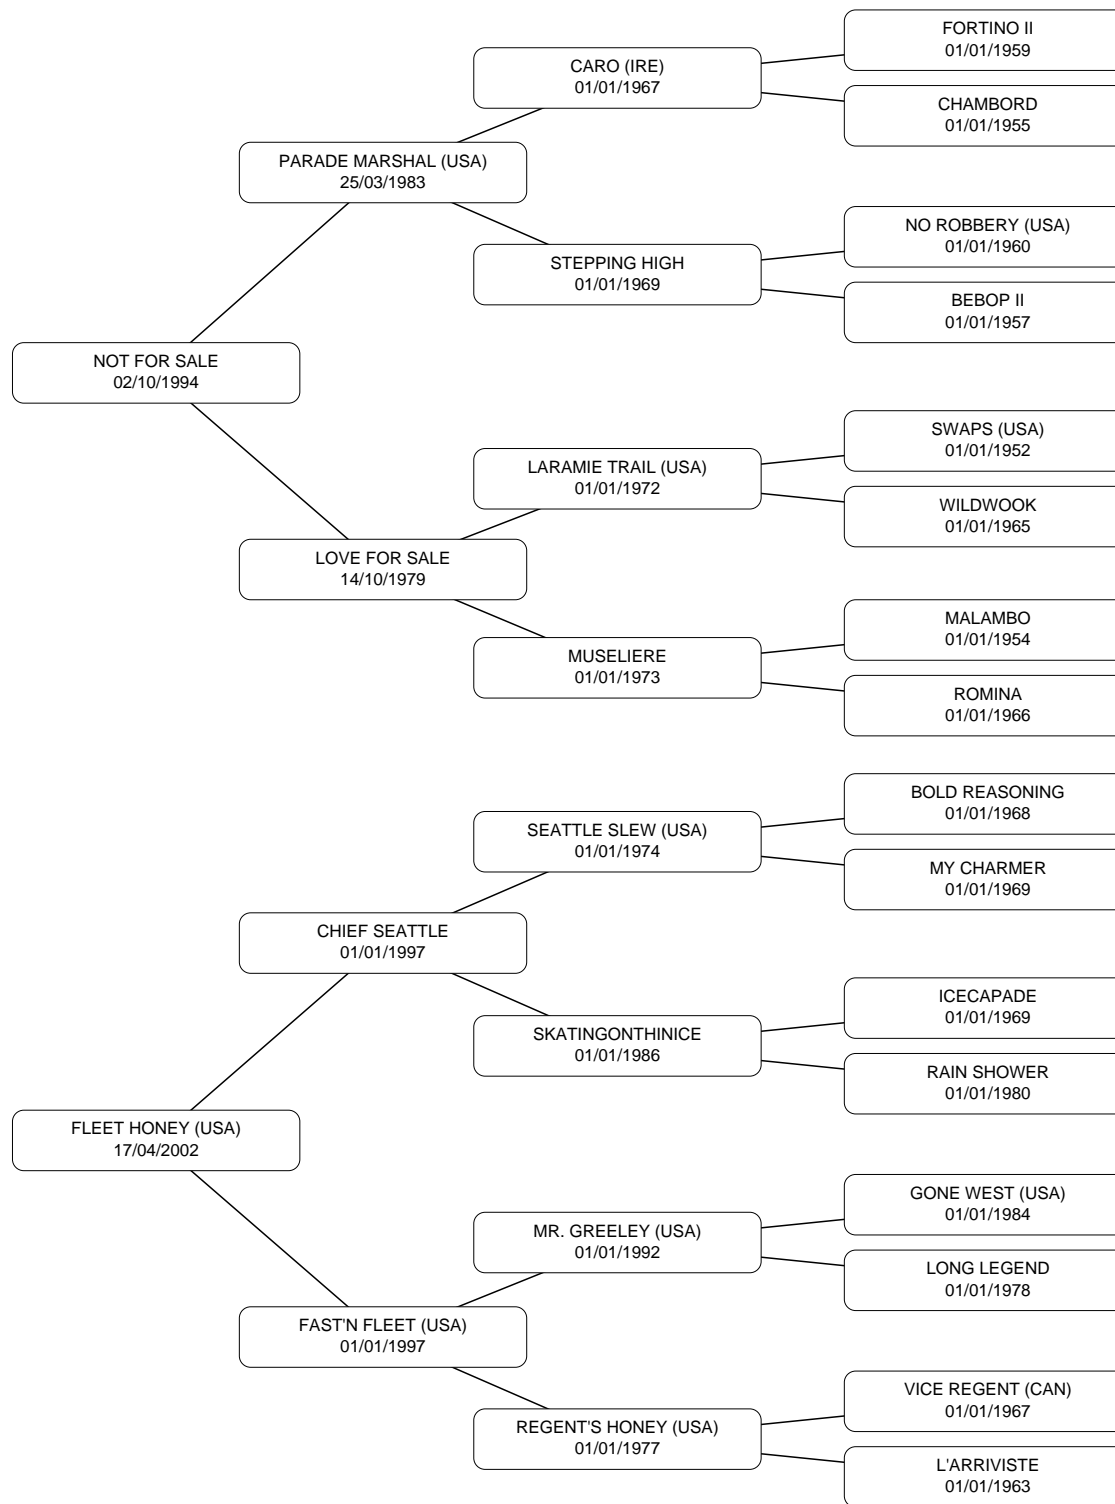 FORTINO II
01/01/1959
CARO (IRE)
01/01/1967
CHAMBORD
01/01/1955
PARADE MARSHAL (USA)
25/03/1983
NO ROBBERY (USA)
01/01/1960
STEPPING HIGH
01/01/1969
BEBOP II
01/01/1957
NOT FOR SALE
02/10/1994
SWAPS (USA)
01/01/1952
LARAMIE TRAIL (USA)
01/01/1972
WILDWOOK
01/01/1965
LOVE FOR SALE
14/10/1979
MALAMBO
01/01/1954
MUSELIERE
01/01/1973
ROMINA
01/01/1966
BOLD REASONING
01/01/1968
SEATTLE SLEW (USA)
01/01/1974
MY CHARMER
01/01/1969
CHIEF SEATTLE
01/01/1997
ICECAPADE
01/01/1969
SKATINGONTHINICE
01/01/1986
RAIN SHOWER
01/01/1980
FLEET HONEY (USA)
17/04/2002
GONE WEST (USA)
01/01/1984
MR. GREELEY (USA)
01/01/1992
LONG LEGEND
01/01/1978
FAST'N FLEET (USA)
01/01/1997
VICE REGENT (CAN)
01/01/1967
REGENT'S HONEY (USA)
01/01/1977
L'ARRIVISTE
01/01/1963